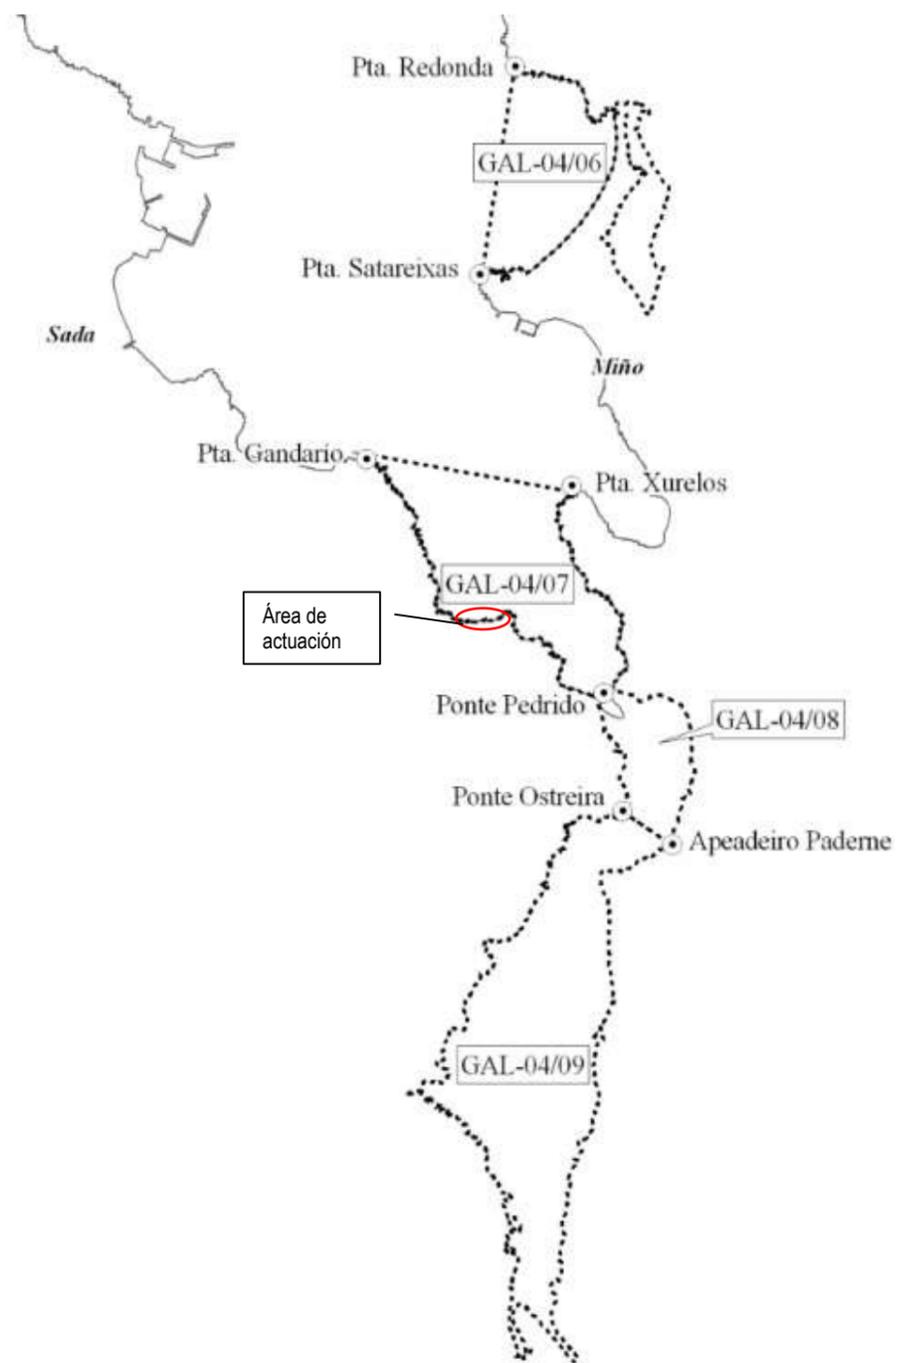 Pta. Redonda
GAL-04/06
Pta. Satareixas
Sada
Miño
Pta. Gandarío
Pta. Xurelos
GAL-04/07
Área de
actuación
Ponte Pedrido
GAL-04/08
Ponte Ostreira
Apeadeiro Paderne
GAL-04/09